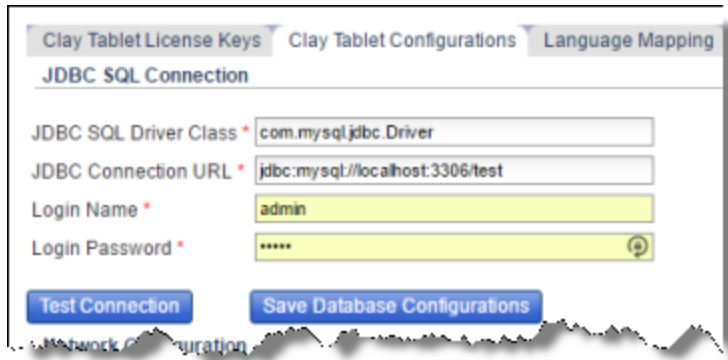 Clay Tablet License Keys Clay Tablet Configurations Language Mapping
JDBC SQL Connection
JDBC SQL Driver Class * com.mysql.jdbc.Driver
JDBC Connection URL * jdbc:mysql://localhost:3306/test
Login Name * admin
Login Password * •••••
Test Connection Save Database Configurations
Network